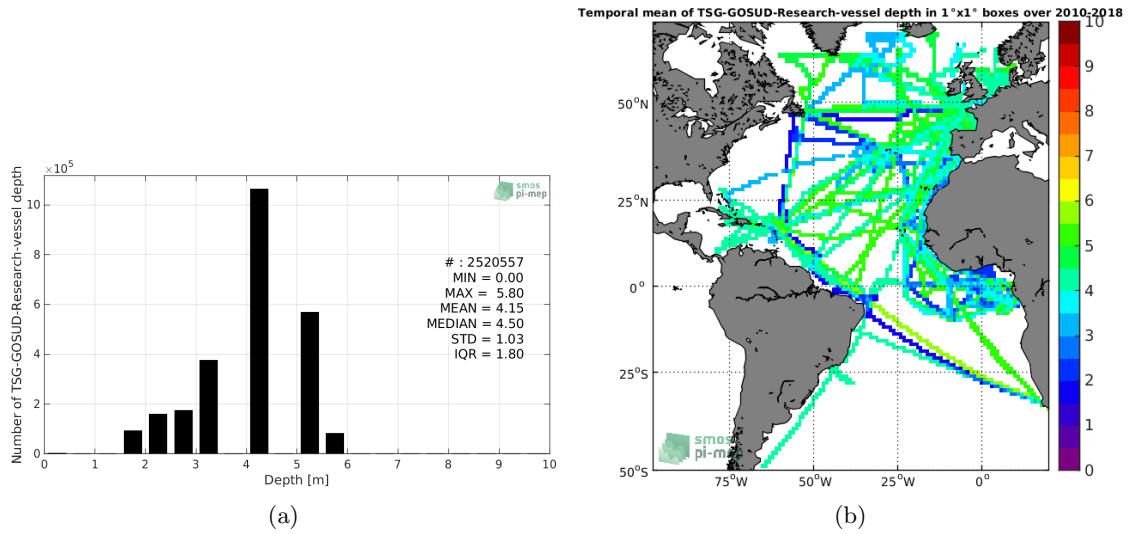 Number of TSG-GOSUD-Research-vessel depth
×10⁵
10
8
6
4
2
0
0 1 2 3 4 5 6 7 8 9 10
Depth [m]
smos
pi-mep
# : 2520557
MIN = 0.00
MAX = 5.80
MEAN = 4.15
MEDIAN = 4.50
STD = 1.03
IQR = 1.80
(a)
Temporal mean of TSG-GOSUD-Research-vessel depth in 1°x1° boxes over 2010-2018
50°N
25°N
0°
25°S
50°S
75°W 50°W 25°W 0°
smos
pi-mep
10
9
8
7
6
5
4
3
2
1
0
(b)